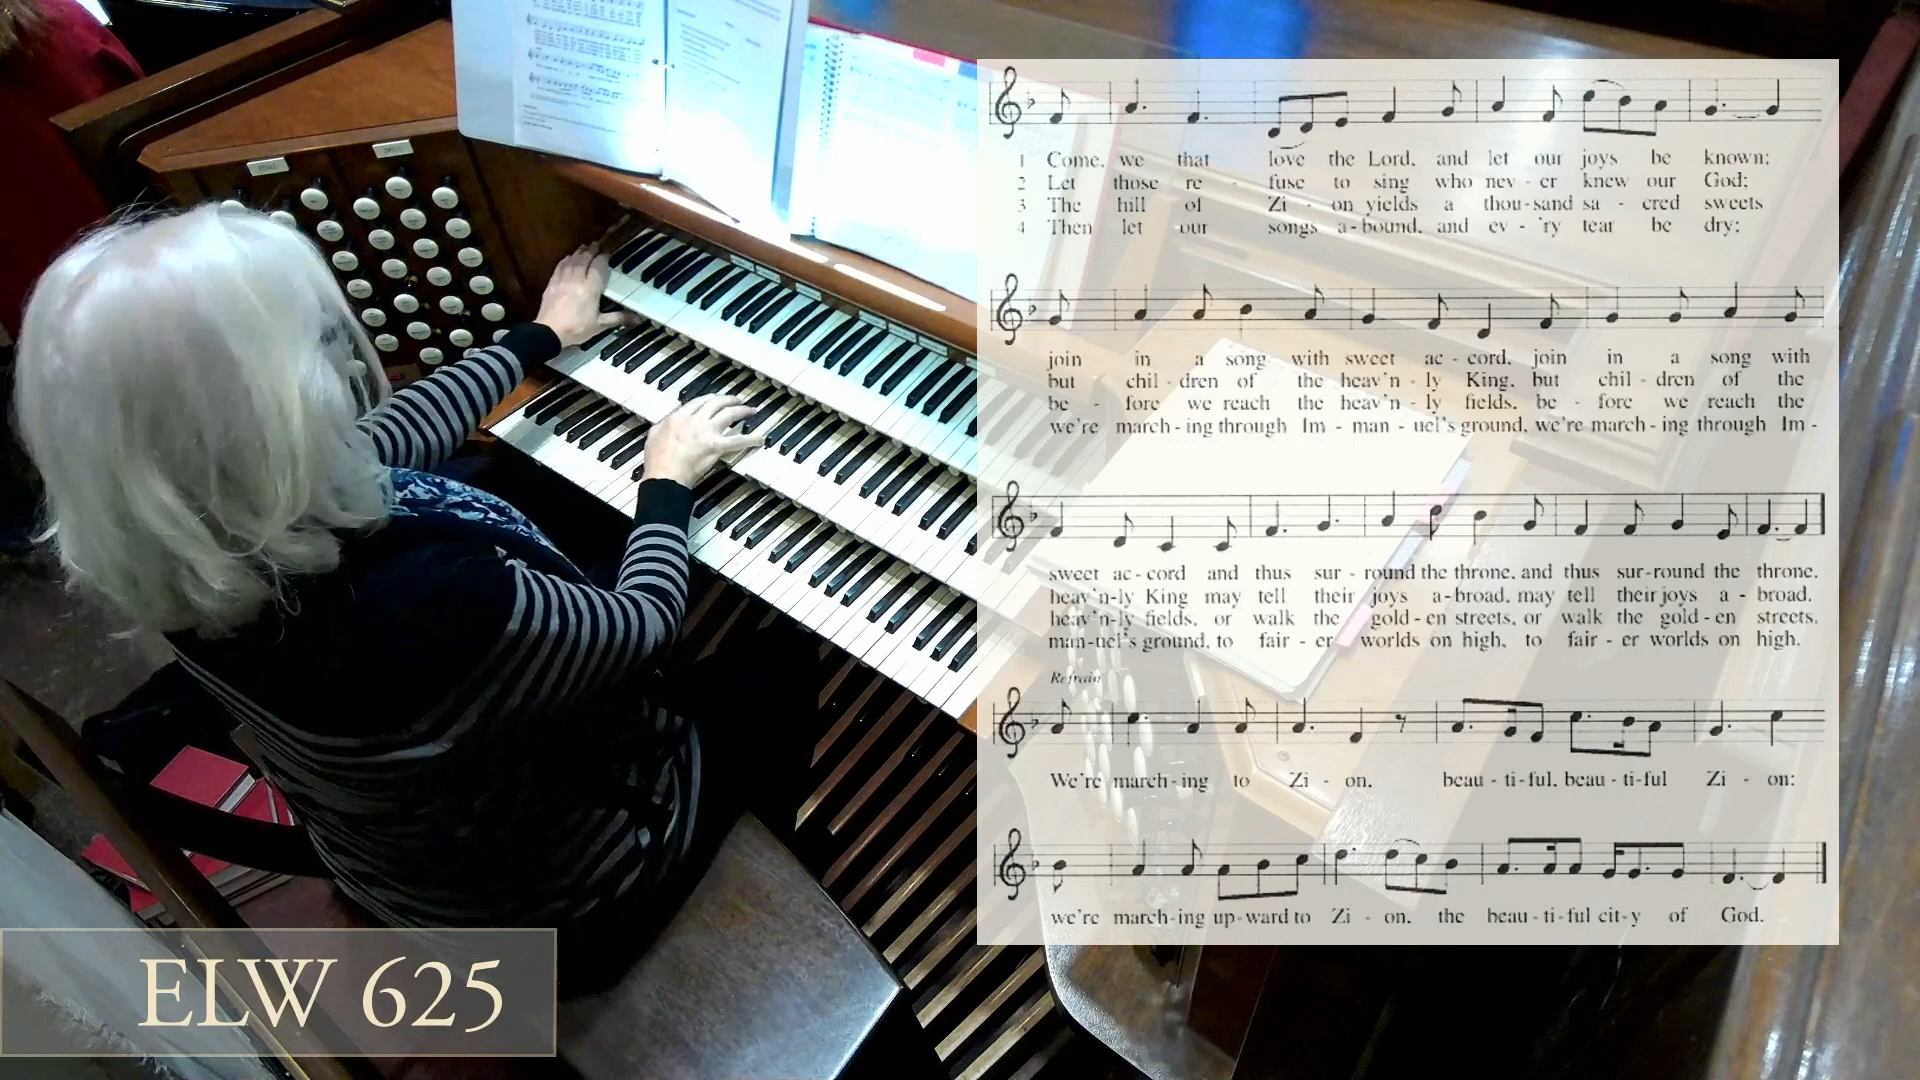 1 Come, we that love the Lord, and let our joys be known;
2 Let those re - fuse to sing who nev - er knew our God;
3 The hill of Zi - on yields a thou - sand sa - cred sweets
4 Then let our songs a - bound, and ev - 'ry tear be dry;
join in a song with sweet ac - cord, join in a song with
but chil - dren of the heav'n - ly King, but chil - dren of the
be - fore we reach the heav'n - ly fields, be - fore we reach the
we're march - ing through Im - man - uel's ground, we're march - ing through Im -
sweet ac - cord and thus sur - round the throne, and thus sur - round the throne.
heav'n - ly King may tell their joys a - broad, may tell their joys a - broad.
heav'n - ly fields, or walk the gold - en streets, or walk the gold - en streets.
man - uel's ground, to fair - er worlds on high, to fair - er worlds on high.
Refrain
We're march - ing to Zi - on, beau - ti - ful, beau - ti - ful Zi - on;
we're march - ing up - ward to Zi - on, the beau - ti - ful cit - y of God.
ELW 625